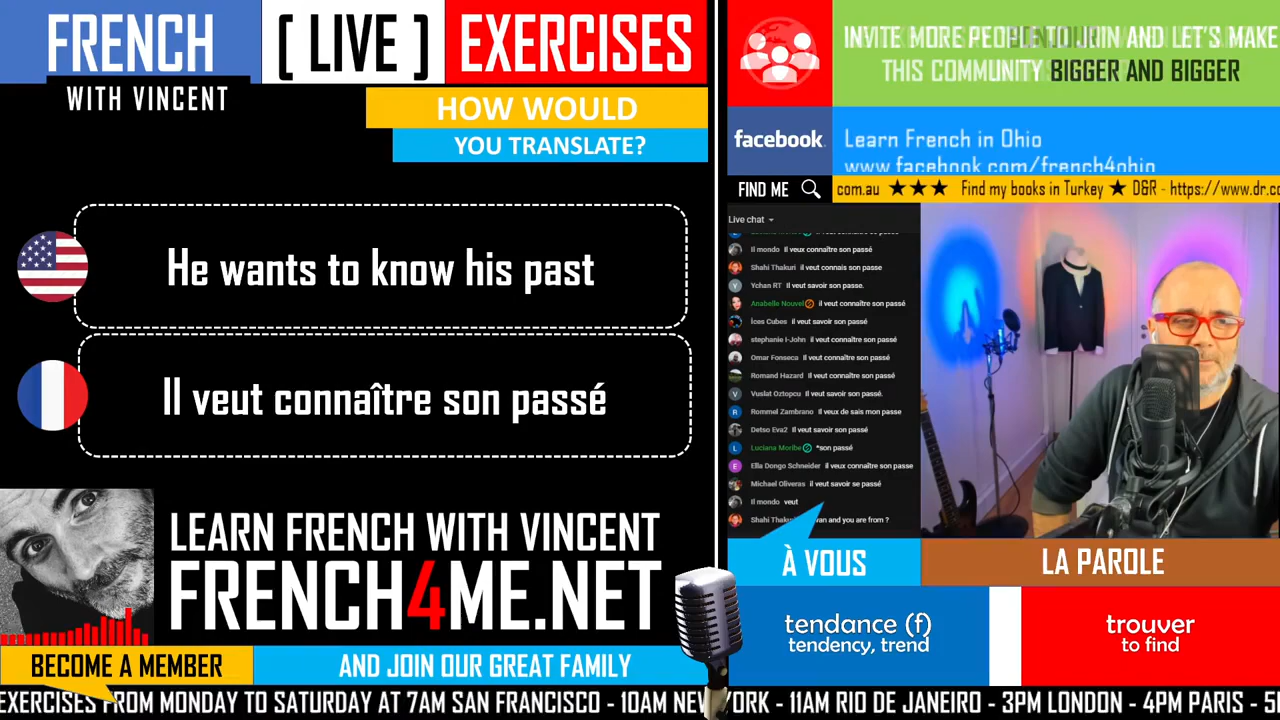 FRENCH
[ LIVE ]
EXERCISES
WITH VINCENT
HOW WOULD
YOU TRANSLATE?
He wants to know his past
Il veut connaître son passé
LEARN FRENCH WITH VINCENT
FRENCH4ME.NET
BECOME A MEMBER
AND JOIN OUR GREAT FAMILY
INVITE MORE PEOPLE TO JOIN AND LET'S MAKE
THIS COMMUNITY BIGGER AND BIGGER
facebook
Learn French in Ohio
www.facebook.com/french4ohio
FIND ME
com.au ★★★ Find my books in Turkey ★ D&R - https://www.dr.co
Live chat
Il mondo Il veux connaître son passé
Shahi Thakuri il veut connais son passe
Ychan RT Il veut savoir son passe.
Anabelle Nouvel il veut connaître son passé
İces Cubes il veut savoir son passé
stephanie I-John il veut connaître son passé
Omar Fonseca Il veut connaître son passé
Romand Hazard Il veut connaître son passé
Vuslat Oztopcu Il veut savoir son passé.
Rommel Zambrano Il veux de sais mon passe
Detso Eva2 Il veut savoir son passé
Luciana Moribe *son passé
Ella Dongo Schneider il veux connaître son passe
Michael Oliveras il veut savoir se passé
Il mondo veut
Shahi Thaku van and you are from ?
À VOUS
LA PAROLE
tendance (f)
tendency, trend
trouver
to find
EXERCISES FROM MONDAY TO SATURDAY AT 7AM SAN FRANCISCO - 10AM NEW YORK - 11AM RIO DE JANEIRO - 3PM LONDON - 4PM PARIS - 5